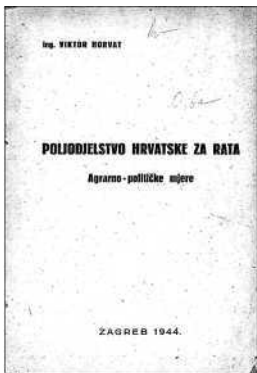 Ing. VIKTOR HORVAT
POLJODJELSTVO HRVATSKE ZA RATA
Agrarno-političke mjere
ZAGREB 1944.